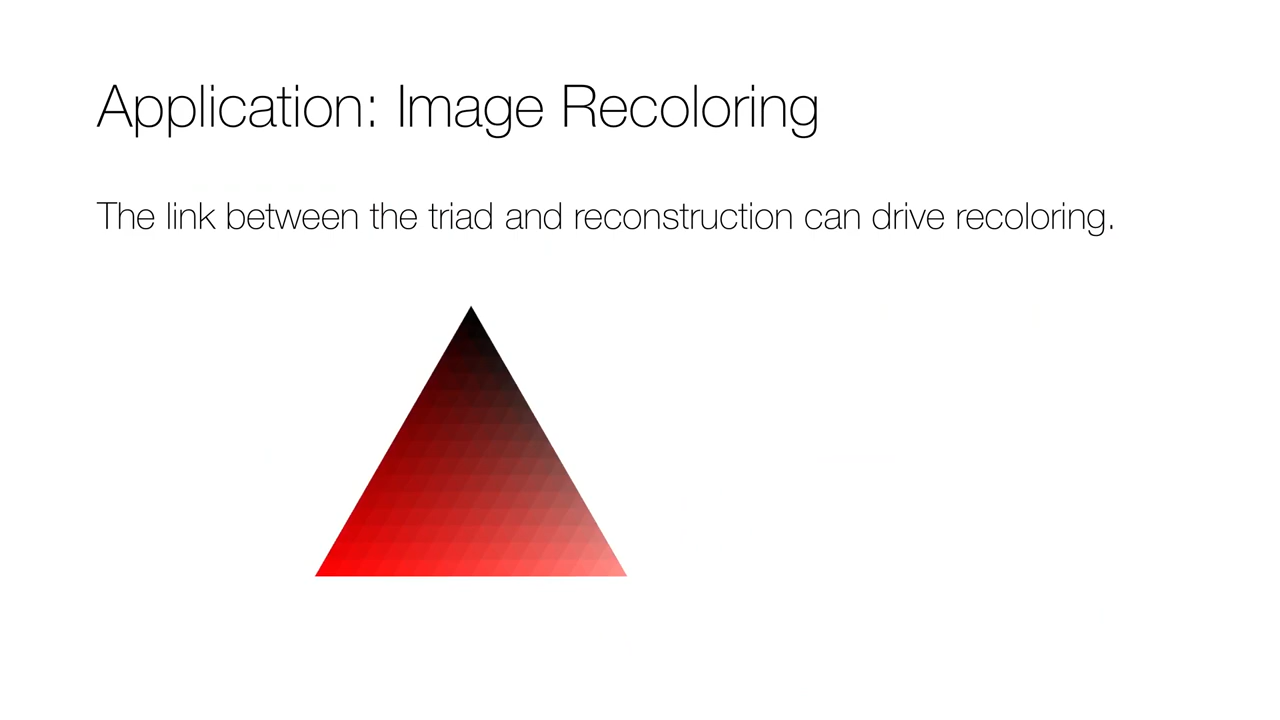 Application: Image Recoloring
The link between the triad and reconstruction can drive recoloring.